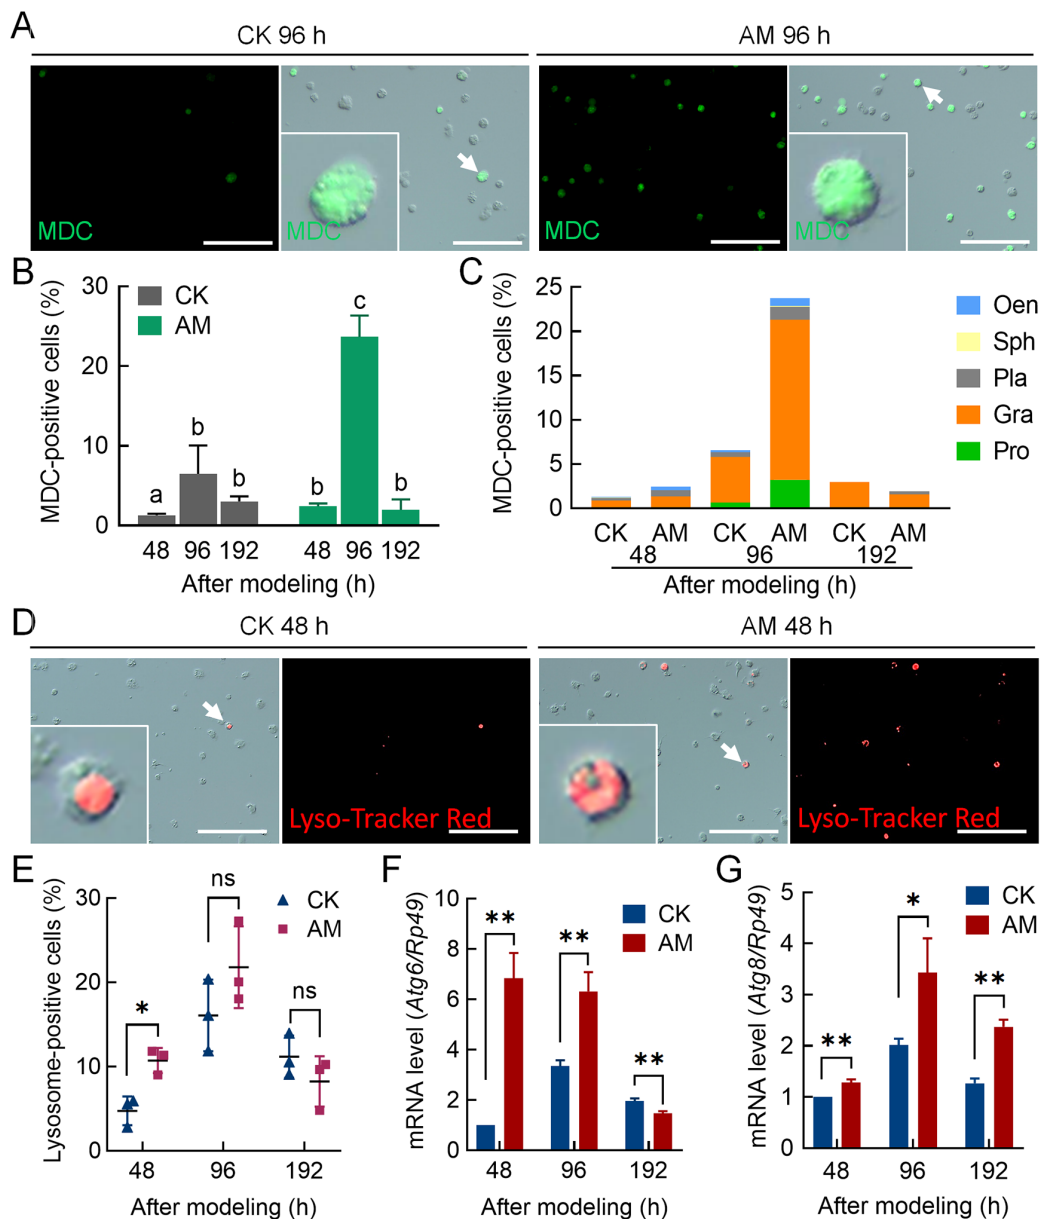 A
CK 96 h
AM 96 h
MDC
MDC
MDC
MDC
B
MDC-positive cells (%)
30
20
10
0
CK
AM
a
b
b
b
c
b
48 96 192 48 96 192
After modeling (h)
C
MDC-positive cells (%)
25
20
15
10
5
0
Oen
Sph
Pla
Gra
Pro
CK AM CK AM CK AM
48 96 192
After modeling (h)
D
CK 48 h
AM 48 h
Lyso-Tracker Red
Lyso-Tracker Red
E
Lysosome-positive cells (%)
30
20
10
0
CK
AM
*
ns
ns
48 96 192
After modeling (h)
F
mRNA level (Atg6/Rp49)
10
8
6
4
2
0
CK
AM
**
**
**
48 96 192
After modeling (h)
G
mRNA level (Atg8/Rp49)
5
4
3
2
1
0
CK
AM
**
*
**
48 96 192
After modeling (h)